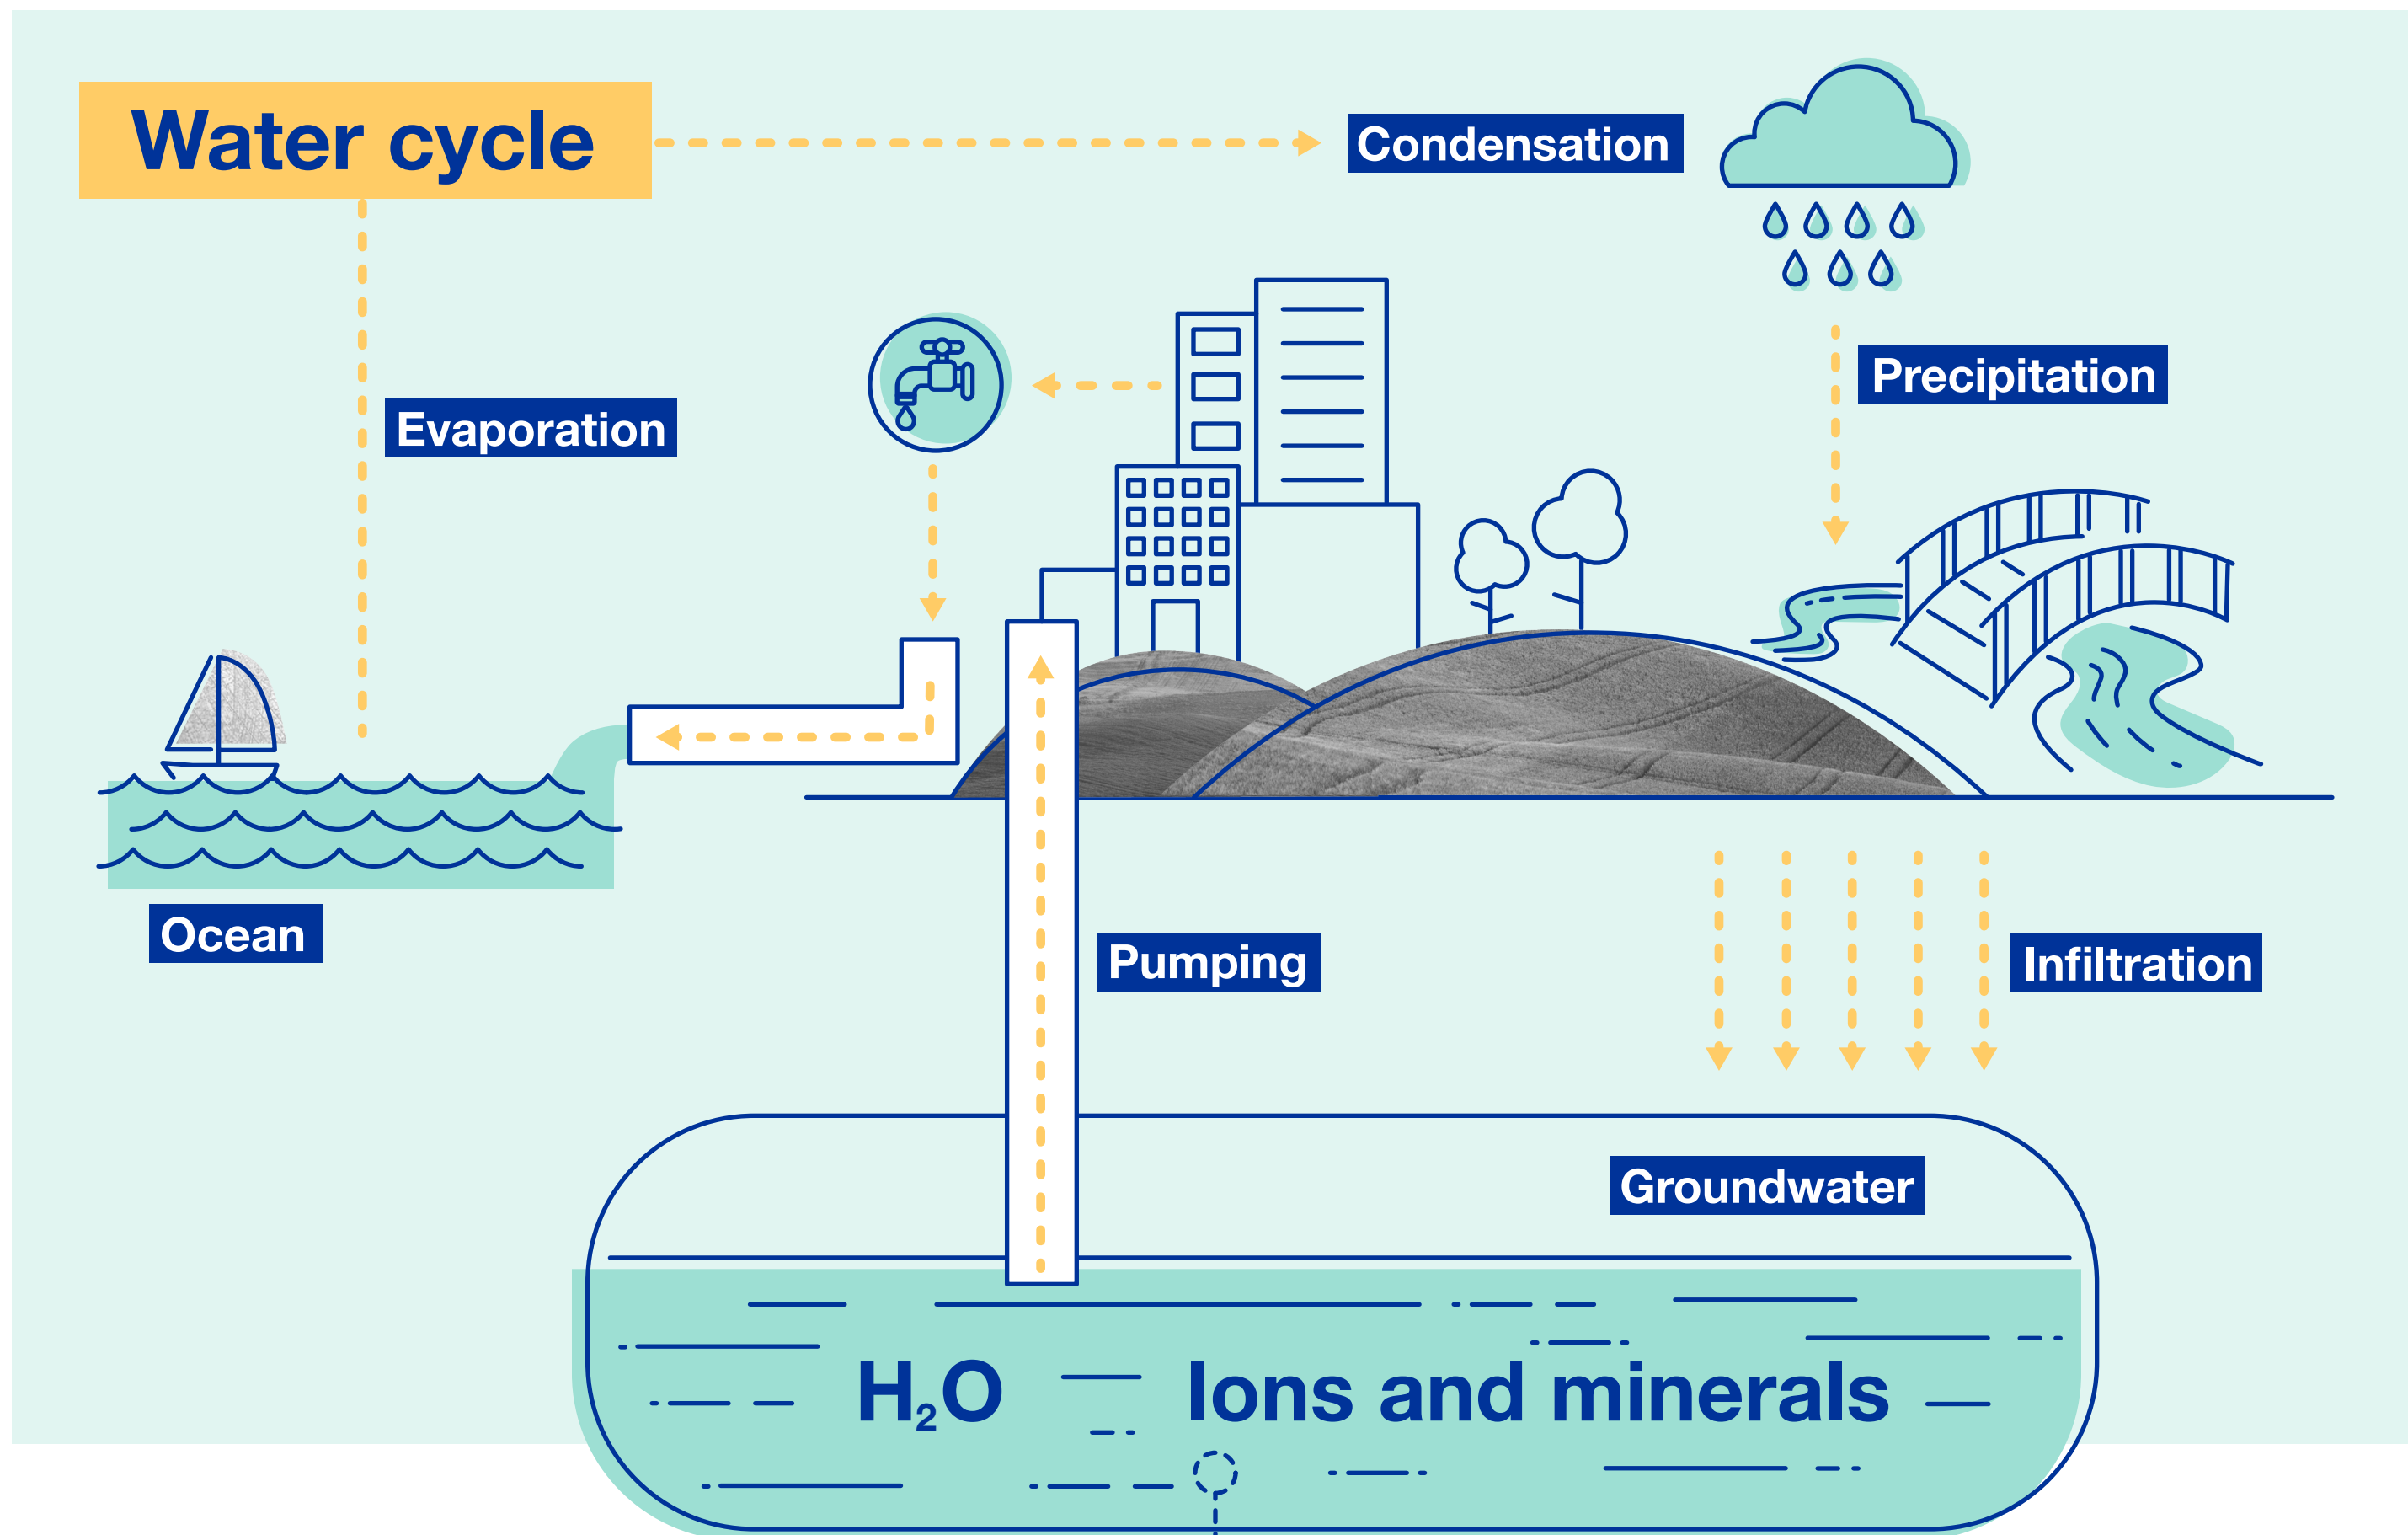 Water cycle
Condensation
Precipitation
Evaporation
Ocean
Pumping
Infiltration
Groundwater
H₂O
Ions and minerals